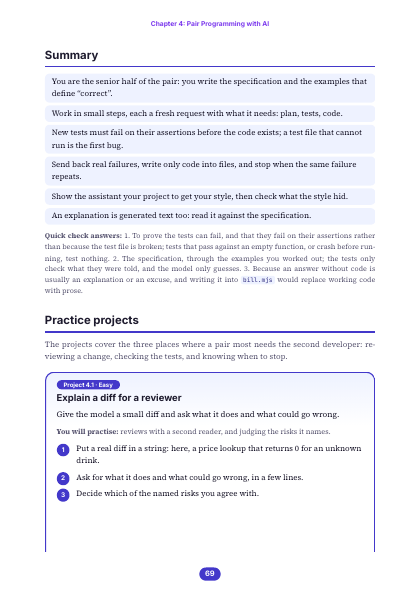 Chapter 4: Pair Programming with AI
Summary
You are the senior half of the pair: you write the specification and the examples that
define “correct”.
Work in small steps, each a fresh request with what it needs: plan, tests, code.
New tests must fail on their assertions before the code exists; a test file that cannot
run is the first bug.
Send back real failures, write only code into files, and stop when the same failure
repeats.
Show the assistant your project to get your style, then check what the style hid.
An explanation is generated text too: read it against the specification.
Quick check answers: 1. To prove the tests can fail, and that they fail on their assertions rather
than because the test file is broken; tests that pass against an empty function, or crash before run-
ning, test nothing. 2. The specification, through the examples you worked out; the tests only
check what they were told, and the model only guesses. 3. Because an answer without code is
usually an explanation or an excuse, and writing it into bill.mjs would replace working code
with prose.
Practice projects
The projects cover the three places where a pair most needs the second developer: re-
viewing a change, checking the tests, and knowing when to stop.
Project 4.1 · Easy
Explain a diff for a reviewer
Give the model a small diff and ask what it does and what could go wrong.
You will practise: reviews with a second reader, and judging the risks it names.
1 Put a real diff in a string: here, a price lookup that returns 0 for an unknown
drink.
2 Ask for what it does and what could go wrong, in a few lines.
3 Decide which of the named risks you agree with.
69